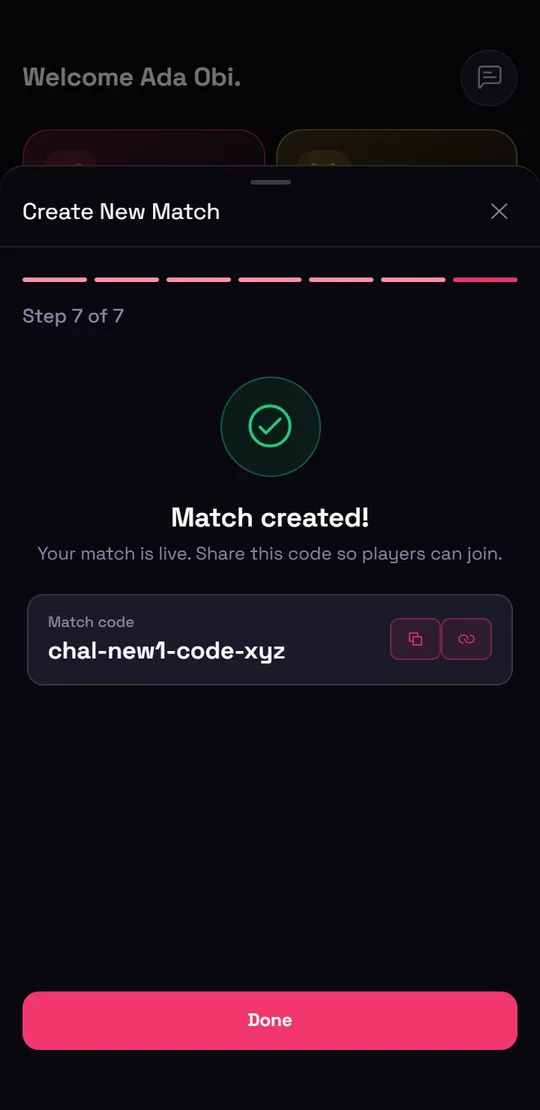 Welcome Ada Obi.
Create New Match
Step 7 of 7
Match created!
Your match is live. Share this code so players can join.
Match code
chal-new1-code-xyz
Done